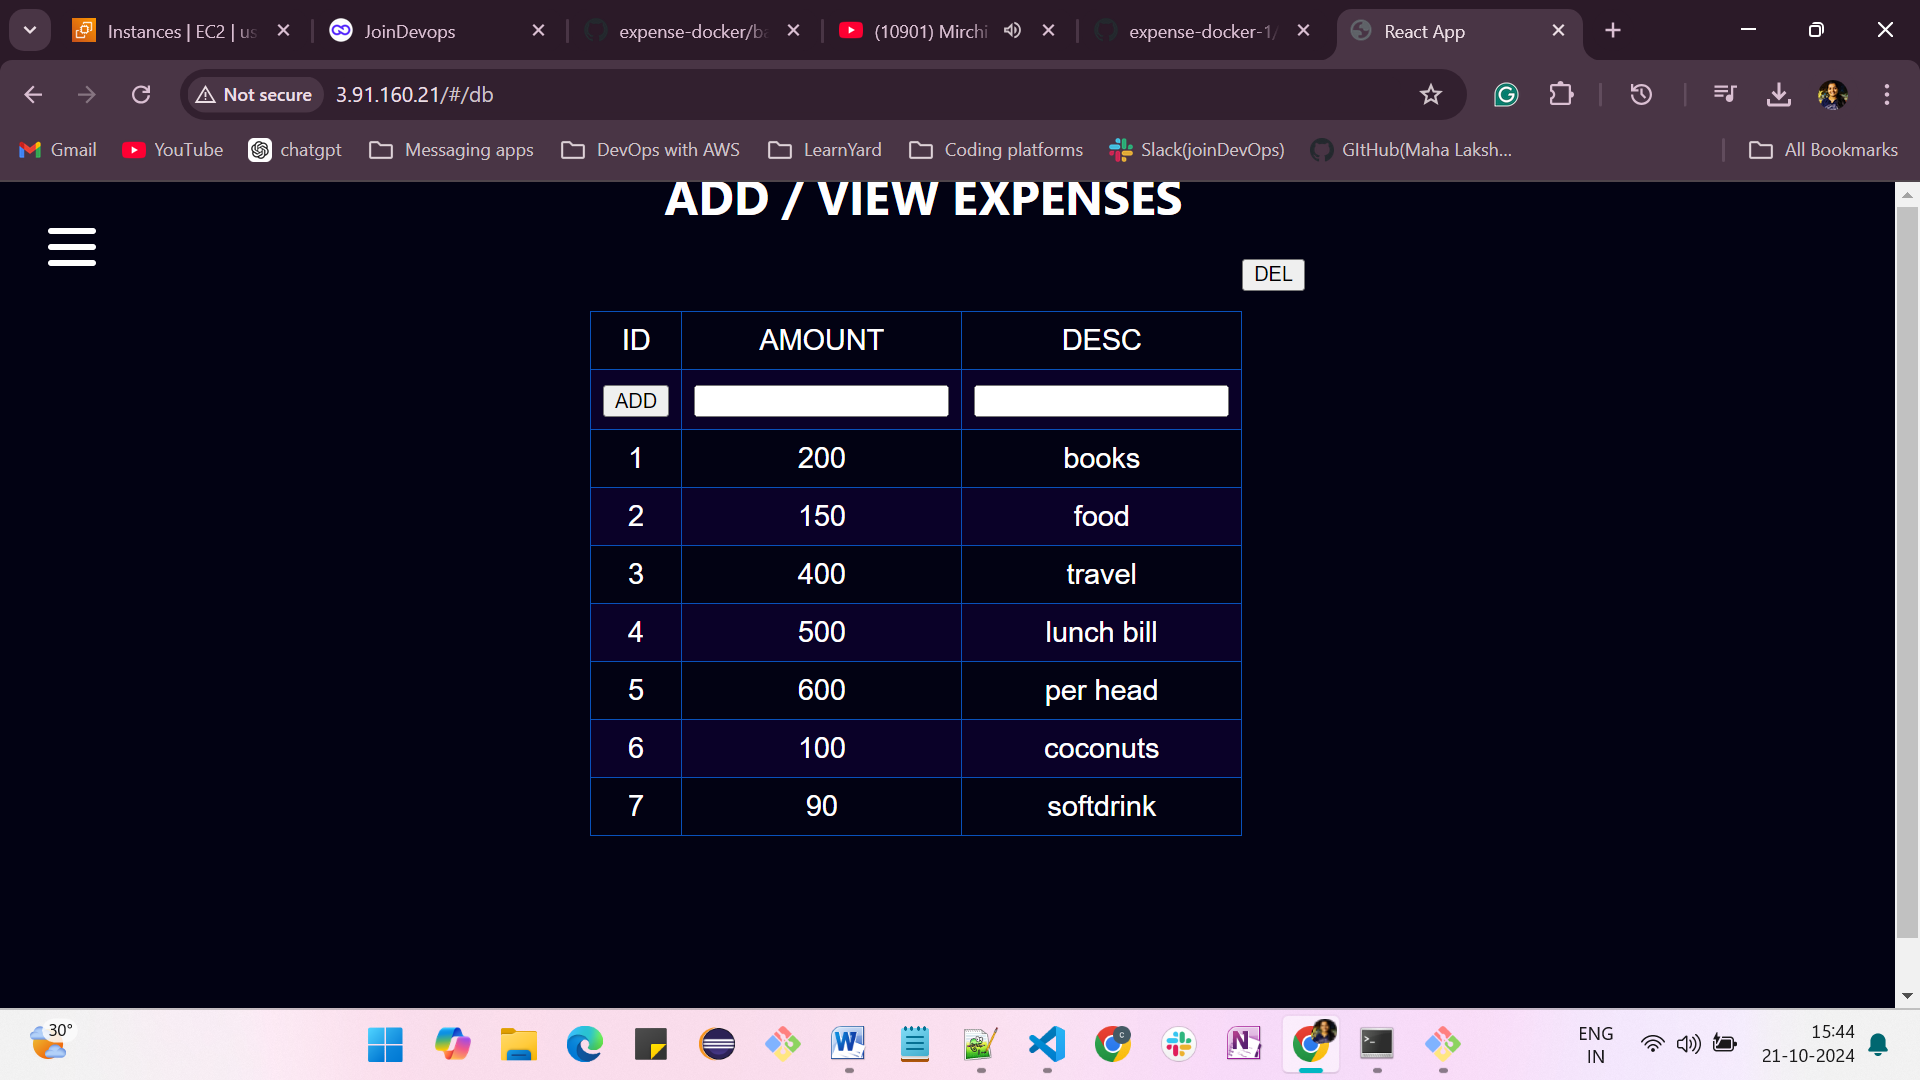 Instances | EC2 | us
JoinDevops
expense-docker/ba
(10901) Mirchi
expense-docker-1/
React App
Not secure
3.91.160.21/#/db
Gmail
YouTube
chatgpt
Messaging apps
DevOps with AWS
LearnYard
Coding platforms
Slack(joinDevOps)
GItHub(Maha Laksh...
All Bookmarks
ADD / VIEW EXPENSES
DEL
ID AMOUNT DESC
ADD
1 200 books
2 150 food
3 400 travel
4 500 lunch bill
5 600 per head
6 100 coconuts
7 90 softdrink
30°
ENG
IN
15:44
21-10-2024